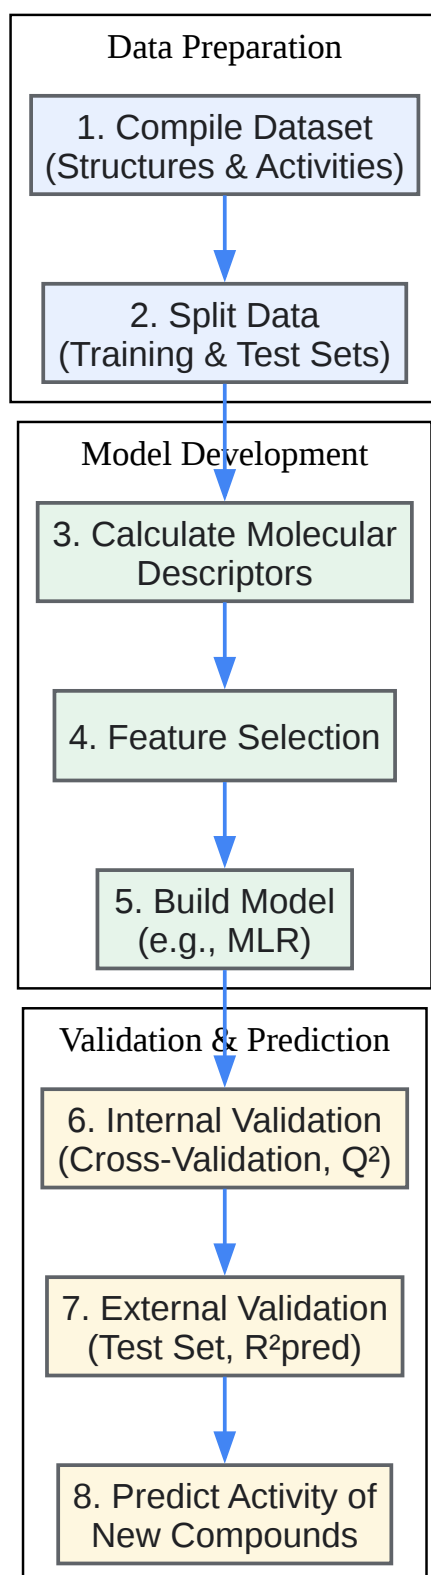 Data Preparation
1. Compile Dataset
(Structures & Activities)
2. Split Data
(Training & Test Sets)
Model Development
3. Calculate Molecular
Descriptors
4. Feature Selection
5. Build Model
(e.g., MLR)
Validation & Prediction
6. Internal Validation
(Cross-Validation, Q²)
7. External Validation
(Test Set, R²pred)
8. Predict Activity of
New Compounds